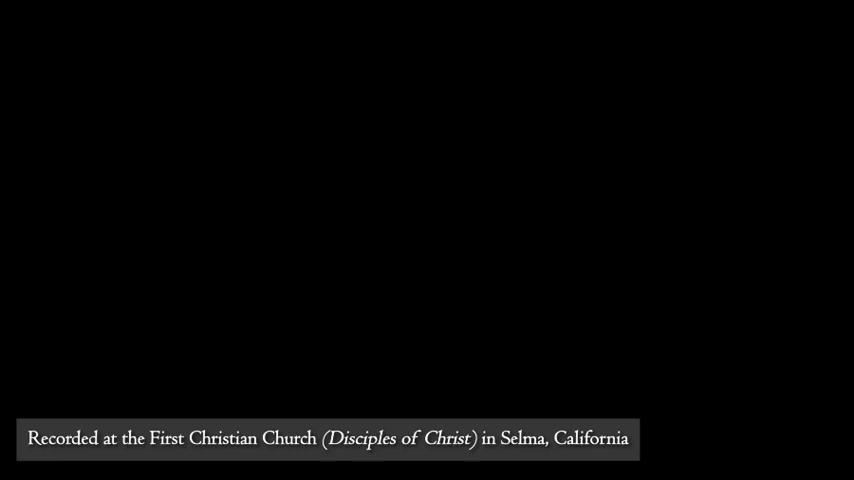 Recorded at the First Christian Church (Disciples of Christ) in Selma, California